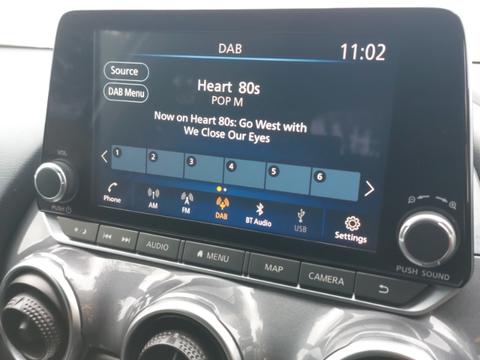 DAB
11:02
Source
DAB Menu
Heart 80s
POP M
Now on Heart 80s: Go West with
We Close Our Eyes
1 2 3 4 5 6
Phone AM FM DAB BT Audio USB Settings
VOL
PUSH
AUDIO MENU MAP CAMERA
PUSH SOUND